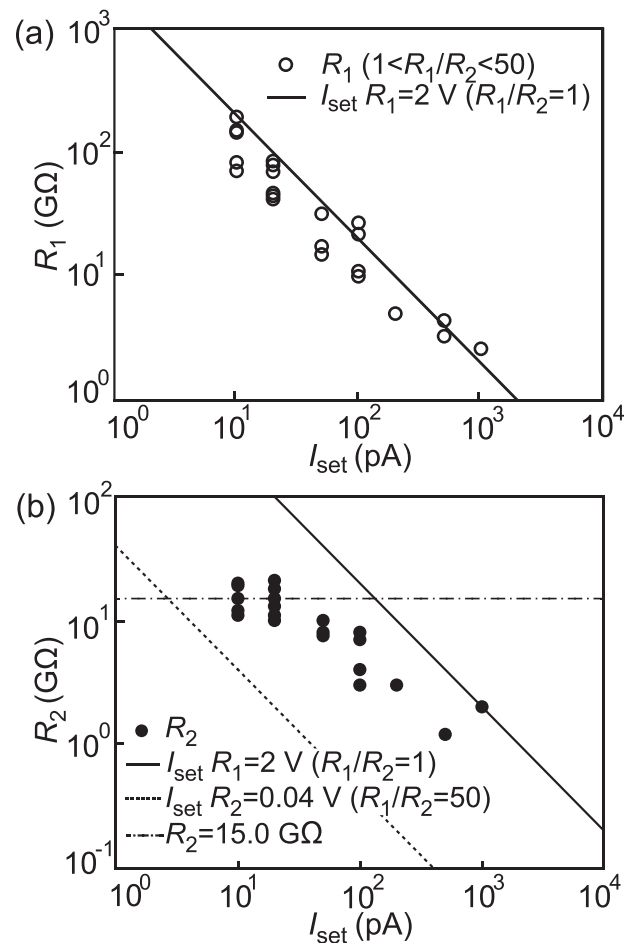 (a)
10³
10²
10¹
10⁰
R₁ (GΩ)
R₁ (1<R₁/R₂<50)
I_set R₁=2 V (R₁/R₂=1)
10⁰ 10¹ 10² 10³ 10⁴
I_set (pA)
(b)
10²
10¹
10⁰
10⁻¹
R₂ (GΩ)
R₂
I_set R₁=2 V (R₁/R₂=1)
I_set R₂=0.04 V (R₁/R₂=50)
R₂=15.0 GΩ
10⁰ 10¹ 10² 10³ 10⁴
I_set (pA)